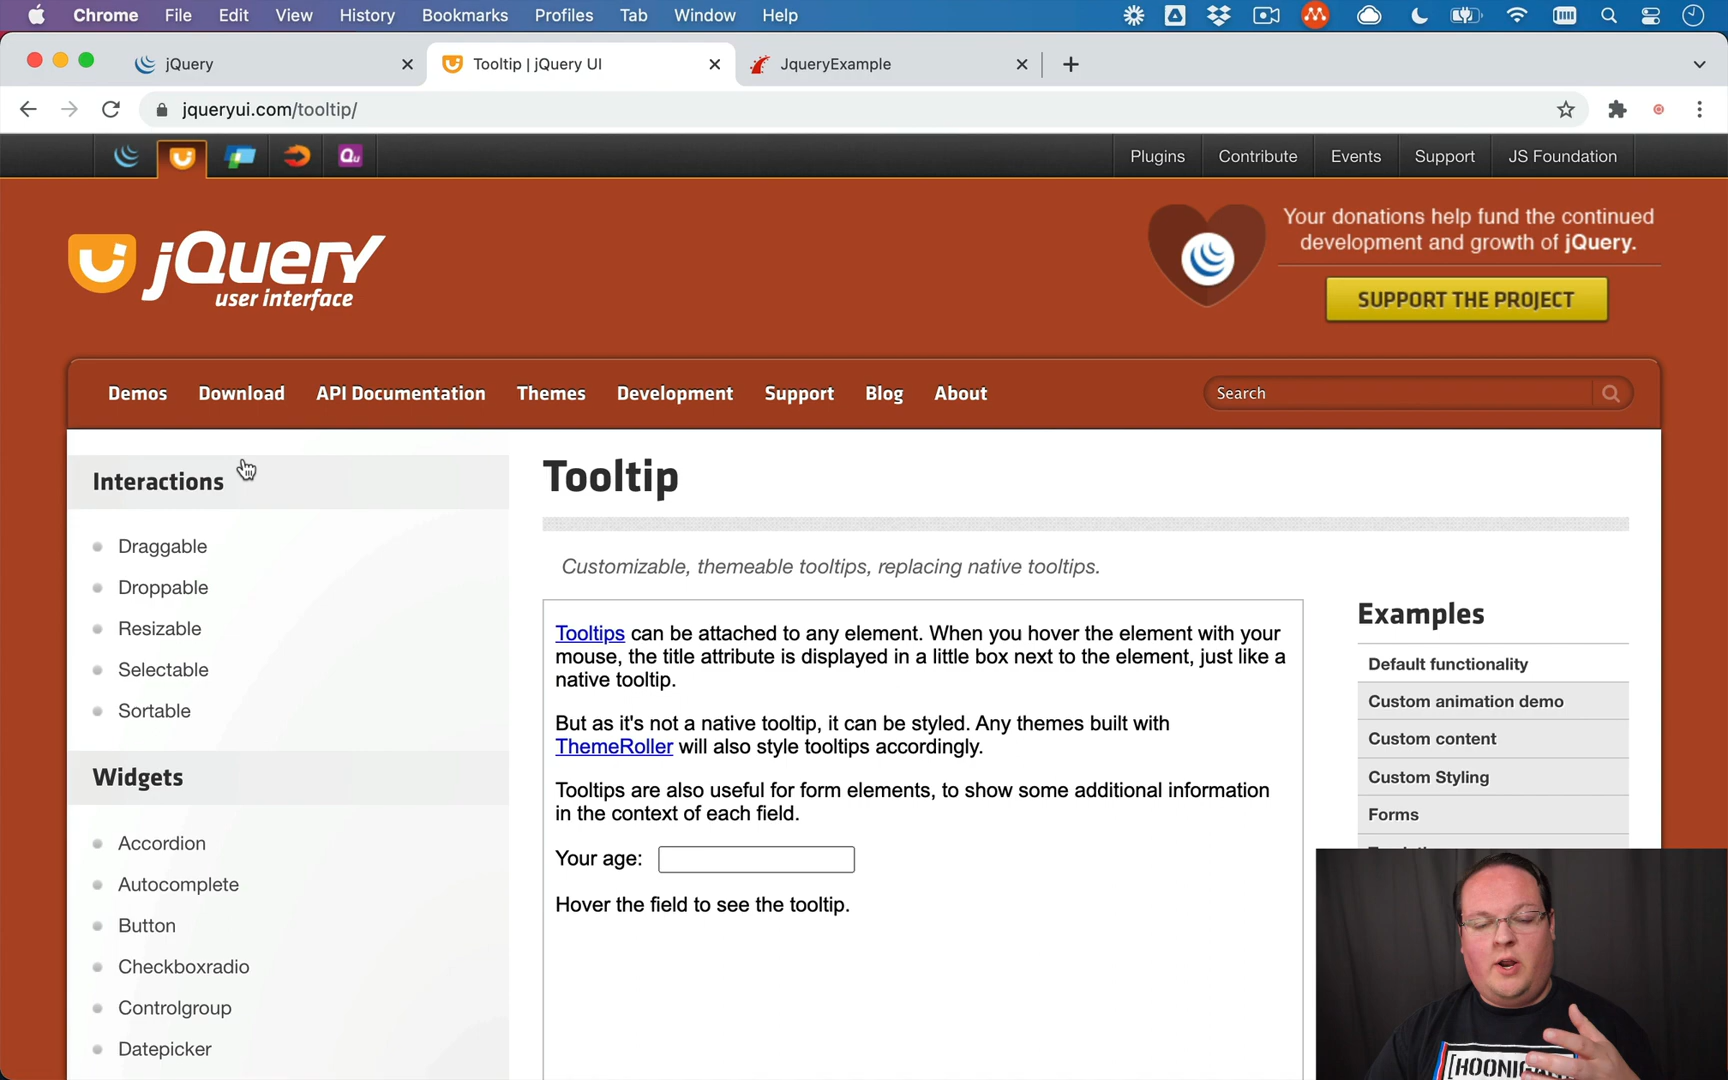 Chrome File Edit View History Bookmarks Profiles Tab Window Help
jQuery Tooltip | jQuery UI JqueryExample
jqueryui.com/tooltip/
Qu Plugins Contribute Events Support JS Foundation
jQuery
user interface
Your donations help fund the continued
development and growth of jQuery.
SUPPORT THE PROJECT
Demos Download API Documentation Themes Development Support Blog About Search
Interactions
Draggable
Droppable
Resizable
Selectable
Sortable
Widgets
Accordion
Autocomplete
Button
Checkboxradio
Controlgroup
Datepicker
Tooltip
Customizable, themeable tooltips, replacing native tooltips.
Tooltips can be attached to any element. When you hover the element with your
mouse, the title attribute is displayed in a little box next to the element, just like a
native tooltip.
But as it's not a native tooltip, it can be styled. Any themes built with
ThemeRoller will also style tooltips accordingly.
Tooltips are also useful for form elements, to show some additional information
in the context of each field.
Your age:
Hover the field to see the tooltip.
Examples
Default functionality
Custom animation demo
Custom content
Custom Styling
Forms